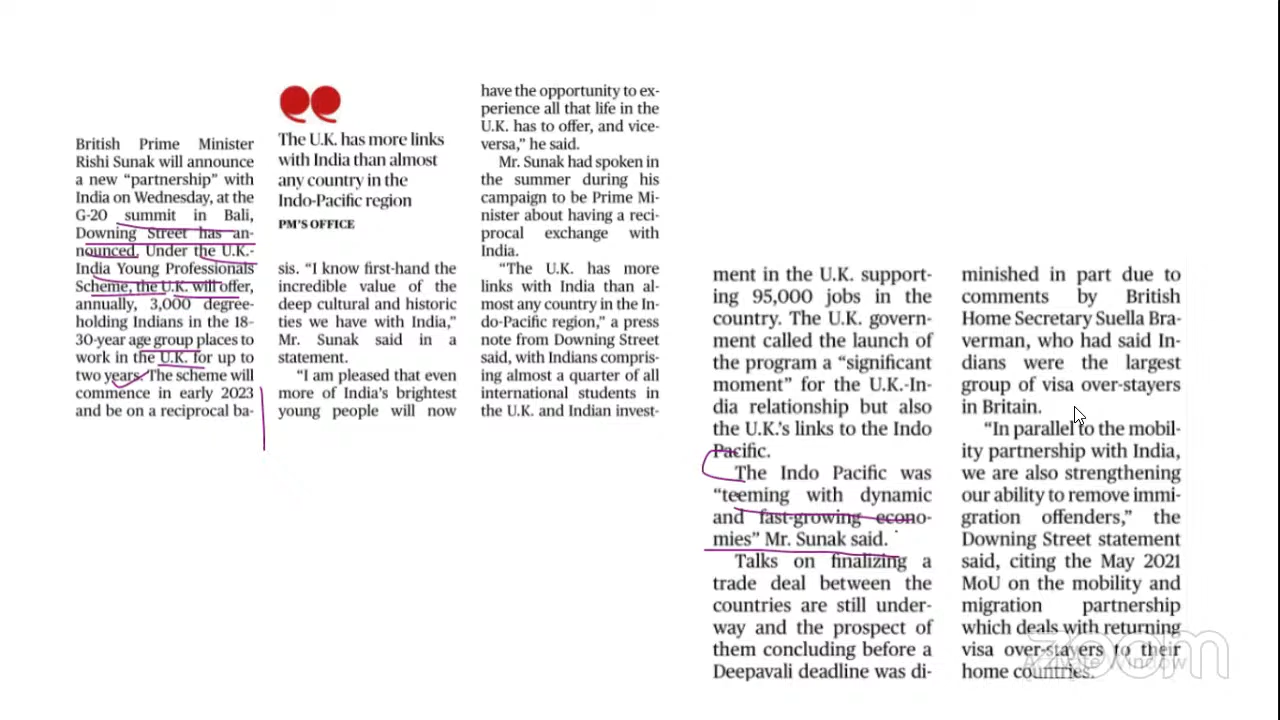 British Prime Minister
Rishi Sunak will announce
a new “partnership” with
India on Wednesday, at the
G-20 summit in Bali,
Downing Street has an-
nounced. Under the U.K.-
India Young Professionals
Scheme, the U.K. will offer,
annually, 3,000 degree-
holding Indians in the 18-
30-year age group places to
work in the U.K. for up to
two years. The scheme will
commence in early 2023
and be on a reciprocal ba-
The U.K. has more links
with India than almost
any country in the
Indo-Pacific region
PM'S OFFICE
sis. “I know first-hand the
incredible value of the
deep cultural and historic
ties we have with India,”
Mr. Sunak said in a
statement.
“I am pleased that even
more of India's brightest
young people will now
have the opportunity to ex-
perience all that life in the
U.K. has to offer, and vice-
versa,” he said.
Mr. Sunak had spoken in
the summer during his
campaign to be Prime Mi-
nister about having a reci-
procal exchange with
India.
“The U.K. has more
links with India than al-
most any country in the In-
do-Pacific region,” a press
note from Downing Street
said, with Indians compris-
ing almost a quarter of all
international students in
the U.K. and Indian invest-
ment in the U.K. support-
ing 95,000 jobs in the
country. The U.K. govern-
ment called the launch of
the program a “significant
moment” for the U.K.-In-
dia relationship but also
the U.K.'s links to the Indo
Pacific.
The Indo Pacific was
“teeming with dynamic
and fast-growing econo-
mies” Mr. Sunak said.
Talks on finalizing a
trade deal between the
countries are still under-
way and the prospect of
them concluding before a
Deepavali deadline was di-
minished in part due to
comments by British
Home Secretary Suella Bra-
verman, who had said In-
dians were the largest
group of visa over-stayers
in Britain.
“In parallel to the mobil-
ity partnership with India,
we are also strengthening
our ability to remove immi-
gration offenders,” the
Downing Street statement
said, citing the May 2021
MoU on the mobility and
migration partnership
which deals with returning
visa over-stayers to their
home countries.
zoom
Activate Window